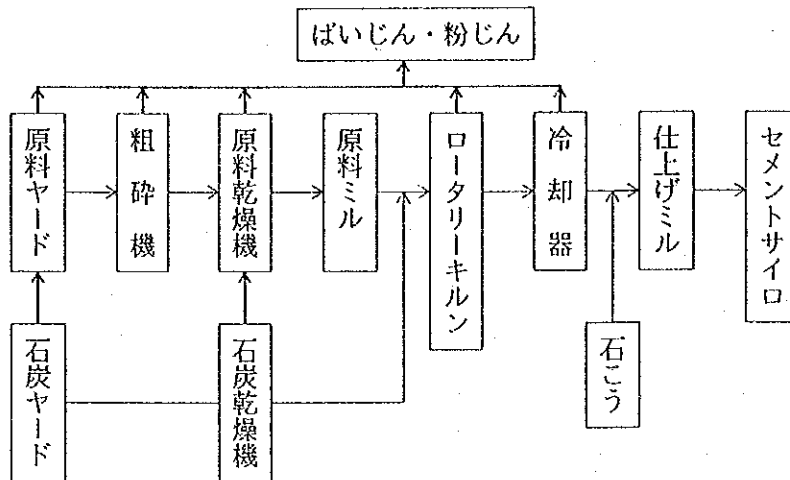 ばいじん・粉じん
原料ヤード
粗砕機
原料乾燥機
原料ミル
ロータリーキルン
冷却器
仕上げミル
セメントサイロ
石炭ヤード
石炭乾燥機
石こう